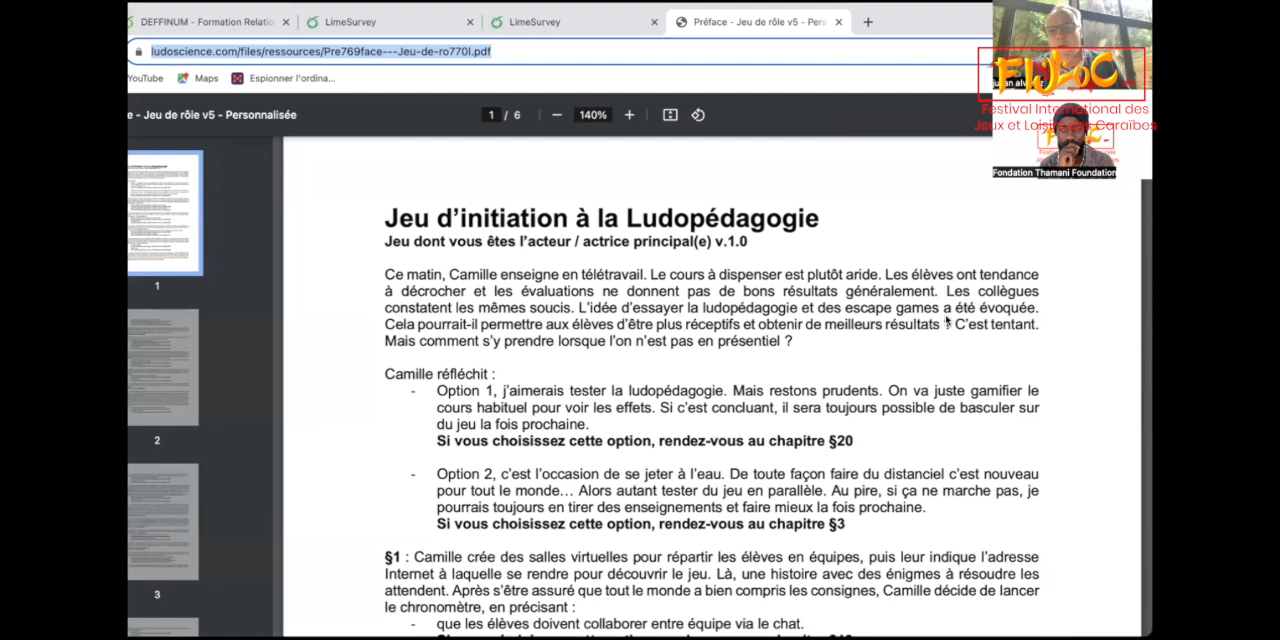 DEFFINUM - Formation Relatio
LimeSurvey
LimeSurvey
Préface - Jeu de rôle v5 - Pers
ludoscience.com/files/ressources/Pre769face---Jeu-de-ro770l.pdf
YouTube
Maps
Espionner l'ordina...
e - Jeu de rôle v5 - Personnalisée
1 / 6
140%
FIJLOC
Festival International des
Jeux et Loisirs des Caraïbes
Fondation Thamani Foundation
1
2
3
Jeu d'initiation à la Ludopédagogie
Jeu dont vous êtes l'acteur / actrice principal(e) v.1.0
Ce matin, Camille enseigne en télétravail. Le cours à dispenser est plutôt aride. Les élèves ont tendance
à décrocher et les évaluations ne donnent pas de bons résultats généralement. Les collègues
constatent les mêmes soucis. L'idée d'essayer la ludopédagogie et des escape games a été évoquée.
Cela pourrait-il permettre aux élèves d'être plus réceptifs et obtenir de meilleurs résultats ? C'est tentant.
Mais comment s'y prendre lorsque l'on n'est pas en présentiel ?
Camille réfléchit :
- Option 1, j'aimerais tester la ludopédagogie. Mais restons prudents. On va juste gamifier le
cours habituel pour voir les effets. Si c'est concluant, il sera toujours possible de basculer sur
du jeu la fois prochaine.
Si vous choisissez cette option, rendez-vous au chapitre §20
- Option 2, c'est l'occasion de se jeter à l'eau. De toute façon faire du distanciel c'est nouveau
pour tout le monde… Alors autant tester du jeu en parallèle. Au pire, si ça ne marche pas, je
pourrais toujours en tirer des enseignements et faire mieux la fois prochaine.
Si vous choisissez cette option, rendez-vous au chapitre §3
§1 : Camille crée des salles virtuelles pour répartir les élèves en équipes, puis leur indique l'adresse
Internet à laquelle se rendre pour découvrir le jeu. Là, une histoire avec des énigmes à résoudre les
attendent. Après s'être assuré que tout le monde a bien compris les consignes, Camille décide de lancer
le chronomètre, en précisant :
- que les élèves doivent collaborer entre équipe via le chat.